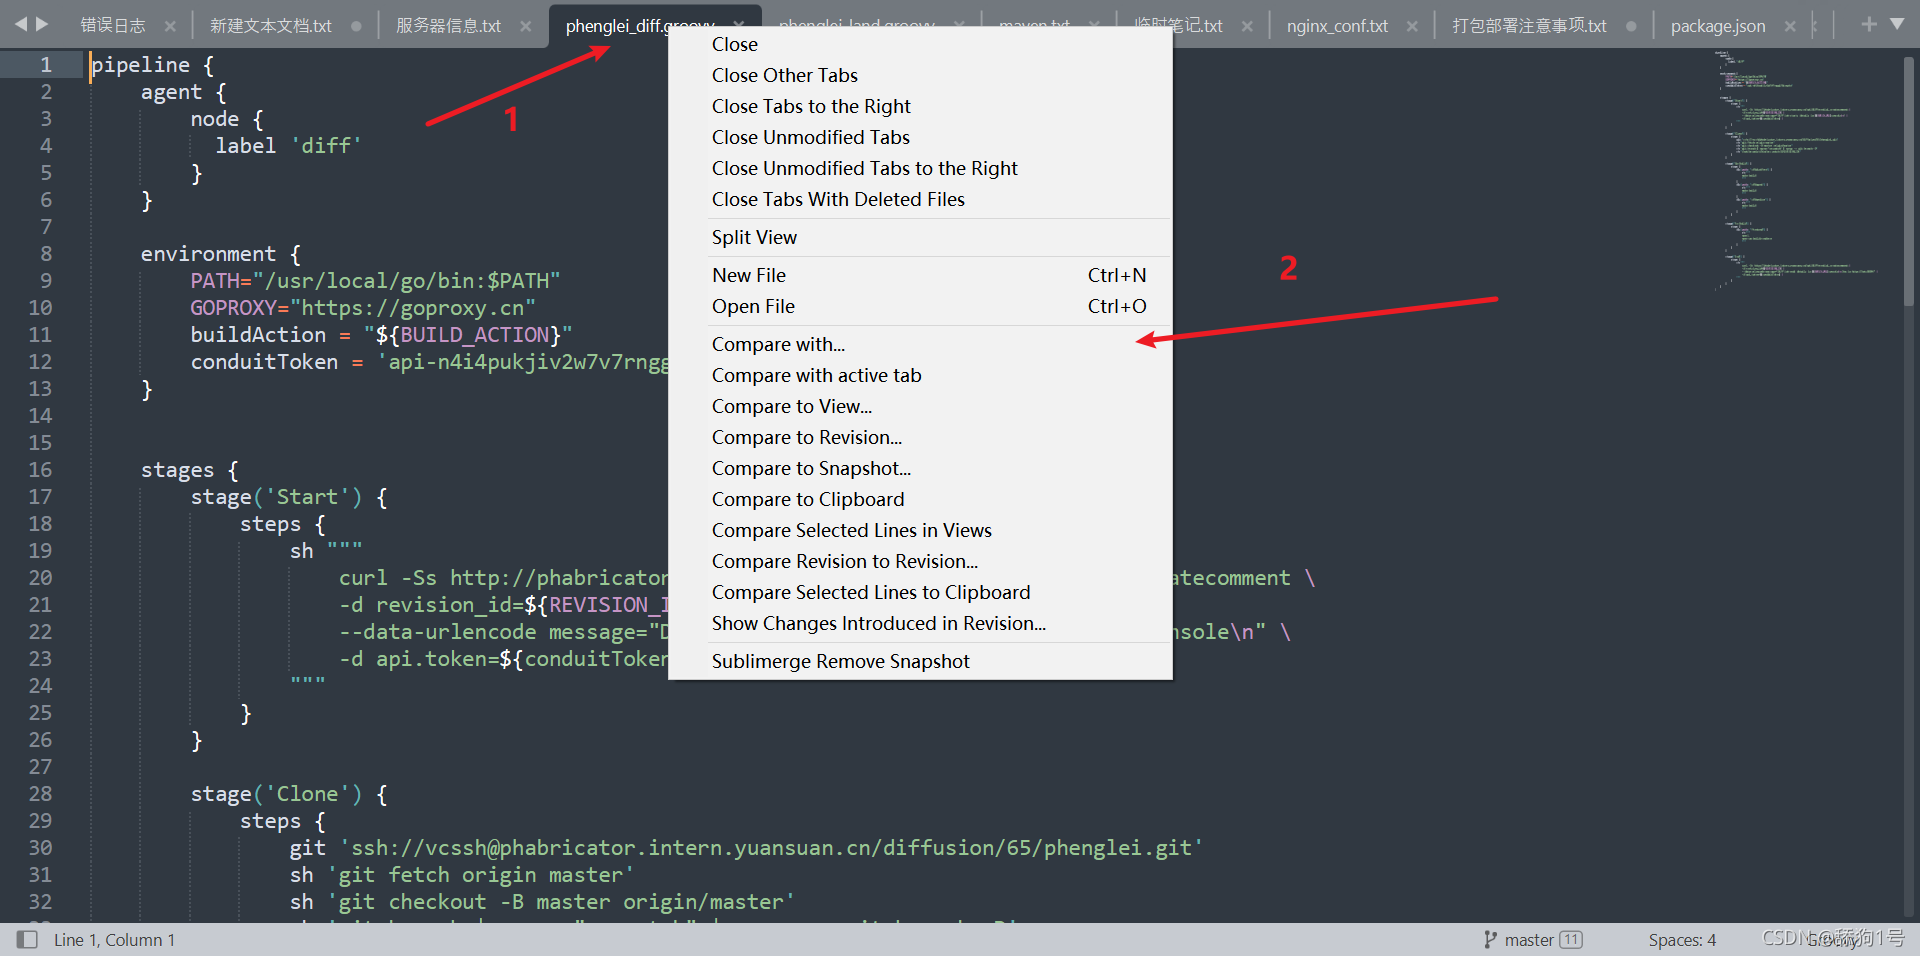 错误日志 × 新建文本文档.txt 服务器信息.txt × phenglei_diff.groovy × phenglei_land.groovy × maven.txt × 临时笔记.txt × nginx_conf.txt × 打包部署注意事项.txt package.json × +
1 pipeline {
2 agent {
3 node {
4 label 'diff'
5 }
6 }
7
8 environment {
9 PATH="/usr/local/go/bin:$PATH"
10 GOPROXY="https://goproxy.cn"
11 buildAction = "${BUILD_ACTION}"
12 conduitToken = 'api-n4i4pukjiv2w7v7rngg
13 }
14
15
16 stages {
17 stage('Start') {
18 steps {
19 sh """
20 curl -Ss http://phabricator atecomment \
21 -d revision_id=${REVISION_I
22 --data-urlencode message="D nsole\n" \
23 -d api.token=${conduitToken
24 """
25 }
26 }
27
28 stage('Clone') {
29 steps {
30 git 'ssh://vcssh@phabricator.intern.yuansuan.cn/diffusion/65/phenglei.git'
31 sh 'git fetch origin master'
32 sh 'git checkout -B master origin/master'
1
2
Close
Close Other Tabs
Close Tabs to the Right
Close Unmodified Tabs
Close Unmodified Tabs to the Right
Close Tabs With Deleted Files
Split View
New File Ctrl+N
Open File Ctrl+O
Compare with...
Compare with active tab
Compare to View...
Compare to Revision...
Compare to Snapshot...
Compare to Clipboard
Compare Selected Lines in Views
Compare Revision to Revision...
Compare Selected Lines to Clipboard
Show Changes Introduced in Revision...
Sublimerge Remove Snapshot
Line 1, Column 1 master 11 Spaces: 4 Groovy
CSDN @舔狗1号